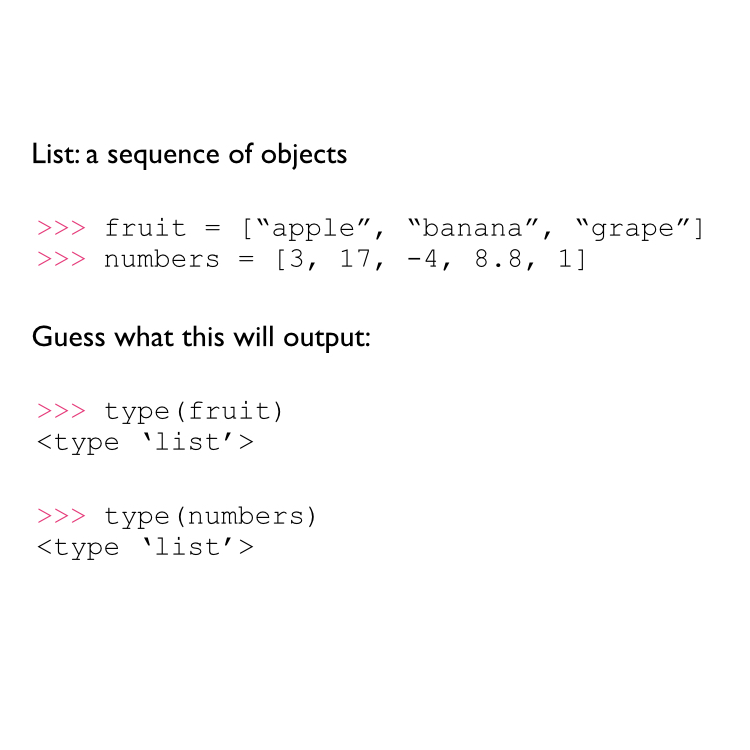 List: a sequence of objects
>>> fruit = [“apple”, “banana”, “grape”]
>>> numbers = [3, 17, -4, 8.8, 1]
Guess what this will output:
>>> type(fruit)
<type ‘list’>
>>> type(numbers)
<type ‘list’>